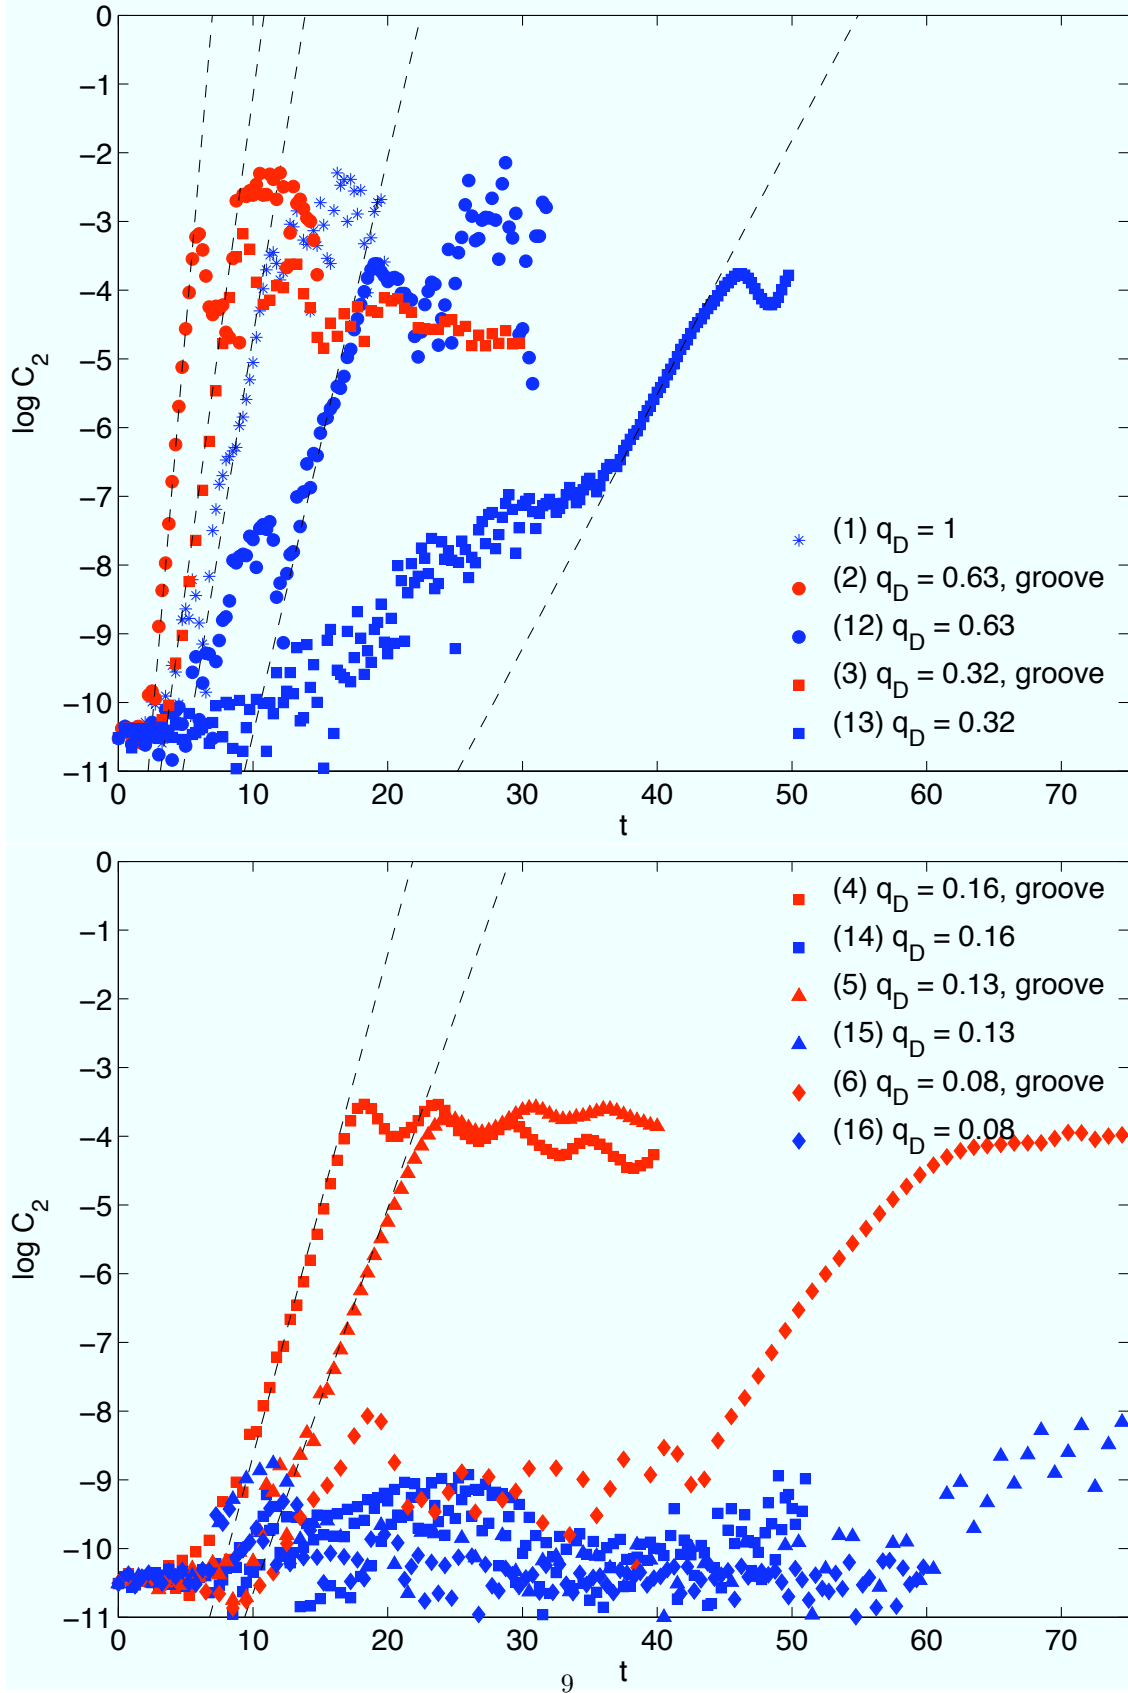 0
−1
−2
−3
−4
−5
−6
−7
−8
−9
−10
−11
log C2
0 10 20 30 40 50 60 70
t
(1) qD = 1
(2) qD = 0.63, groove
(12) qD = 0.63
(3) qD = 0.32, groove
(13) qD = 0.32
0
−1
−2
−3
−4
−5
−6
−7
−8
−9
−10
−11
log C2
0 10 20 30 40 50 60 70
t
(4) qD = 0.16, groove
(14) qD = 0.16
(5) qD = 0.13, groove
(15) qD = 0.13
(6) qD = 0.08, groove
(16) qD = 0.08
9